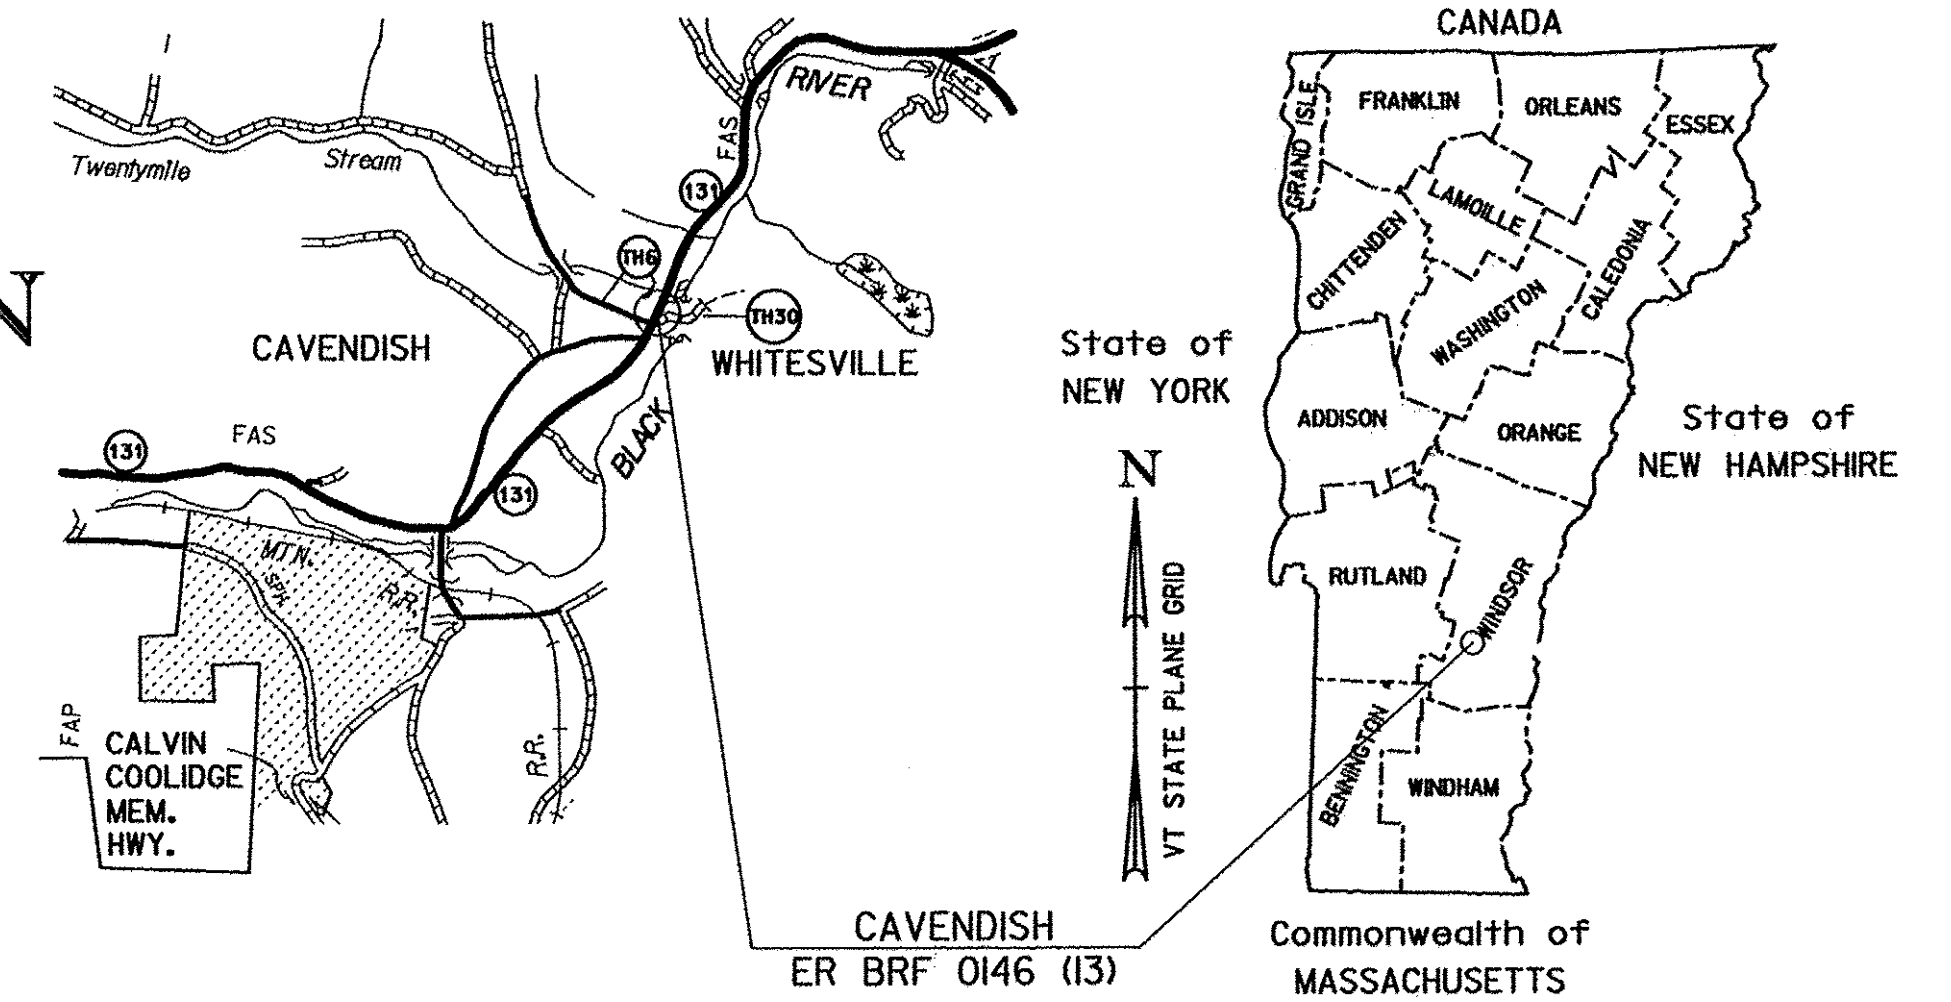 CANADA
RIVER
FAS
131
Twentymile
Stream
TH6
TH30
CAVENDISH
WHITESVILLE
BLACK
FAS
131
131
MTN.
R.R.
R.R.
FAP
CALVIN
COOLIDGE
MEM.
HWY.
CAVENDISH
ER BRF 0146 (13)
N
VT STATE PLANE GRID
State of
NEW YORK
GRAND ISLE
FRANKLIN
ORLEANS
ESSEX
LAMOILLE
CHITTENDEN
CALEDONIA
WASHINGTON
ADDISON
ORANGE
State of
NEW HAMPSHIRE
RUTLAND
WINDSOR
BENNINGTON
WINDHAM
Commonwealth of
MASSACHUSETTS